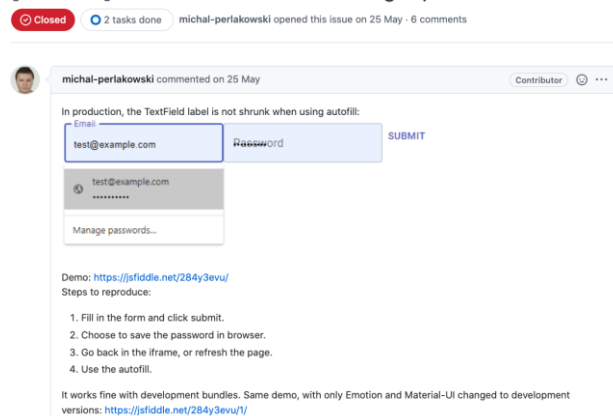 Closed 2 tasks done michal-perlakowski opened this issue on 25 May · 6 comments
michal-perlakowski commented on 25 May Contributor
In production, the TextField label is not shrunk when using autofill:
Email
test@example.com Password SUBMIT
test@example.com
••••••••••
Manage passwords...
Demo: https://jsfiddle.net/284y3evu/
Steps to reproduce:
1. Fill in the form and click submit.
2. Choose to save the password in browser.
3. Go back in the iframe, or refresh the page.
4. Use the autofill.
It works fine with development bundles. Same demo, with only Emotion and Material-UI changed to development
versions: https://jsfiddle.net/284y3evu/1/